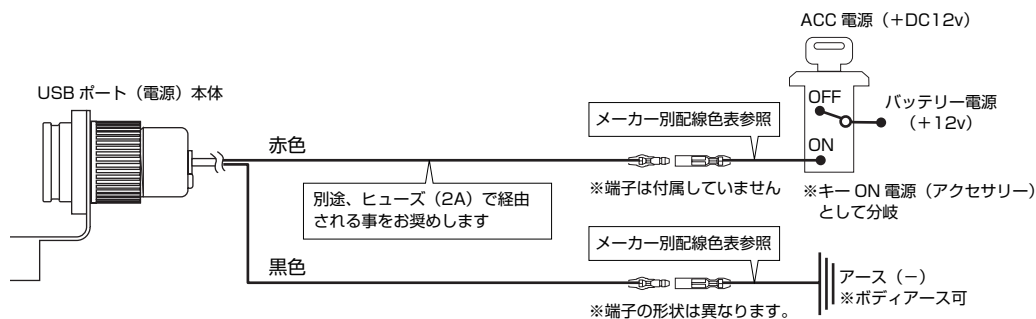 ACC 電源（+DC12v）
USB ポート（電源）本体
OFF
バッテリー電源
（+12v）
メーカー別配線色表参照
赤色
ON
※端子は付属していません
別途、ヒューズ（2A）で経由
される事をお奨めします
※キー ON 電源（アクセサリー）
として分岐
メーカー別配線色表参照
黒色
アース（−）
※ボディアース可
※端子の形状は異なります。